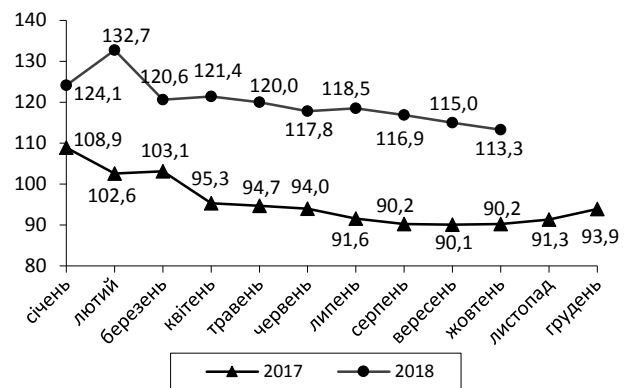 140
130
120
110
100
90
80
124,1
132,7
120,6
121,4
120,0
117,8
118,5
116,9
115,0
113,3
108,9
102,6
103,1
95,3
94,7
94,0
91,6
90,2
90,1
90,2
91,3
93,9
січень
лютий
березень
квітень
травень
червень
липень
серпень
вересень
жовтень
листопад
грудень
2017
2018